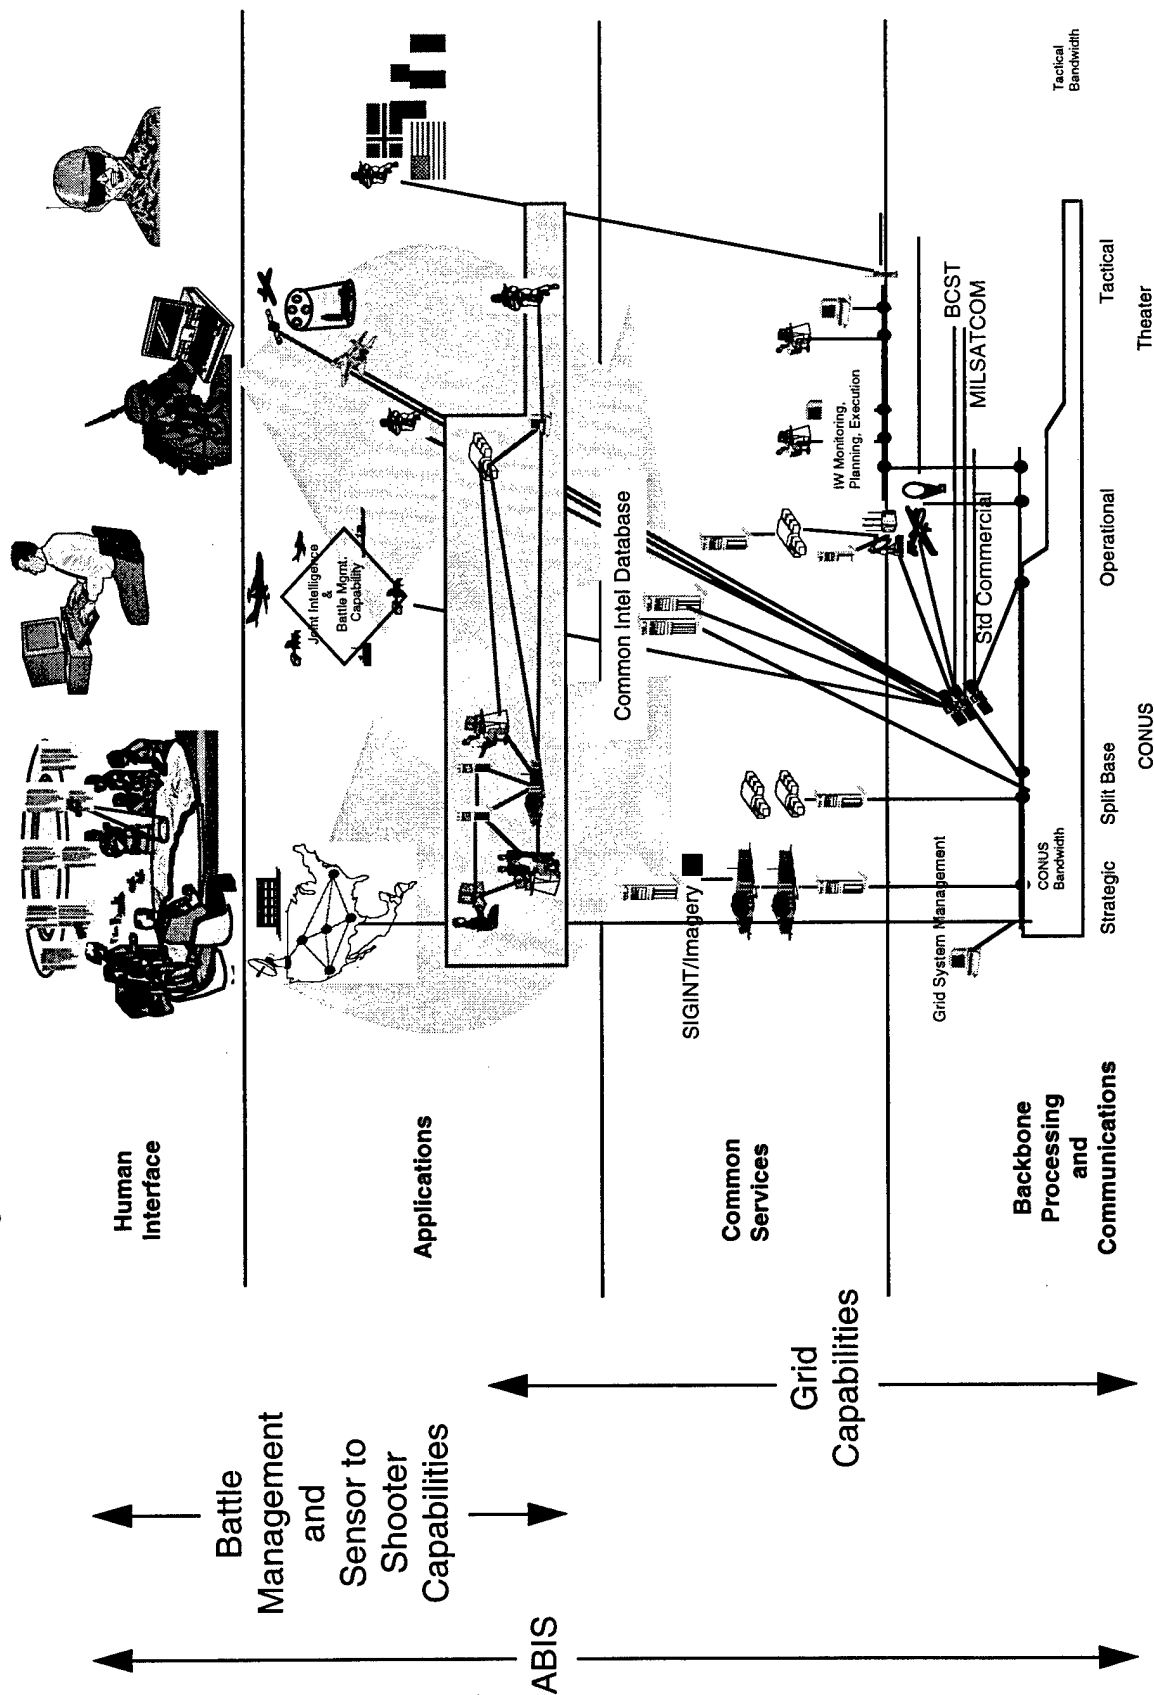 ABIS
Battle
Management
and
Sensor to
Shooter
Capabilities
Grid
Capabilities
Human
Interface
Applications
Common
Services
Backbone
Processing
and
Communications
Joint Intelligence
&
Battle Mgmt.
Capability
Common Intel Database
SIGINT/Imagery
IW Monitoring,
Planning, Execution
Grid System Management
Std Commercial
BCST
MILSATCOM
CONUS
Bandwidth
Tactical
Bandwidth
Strategic
Split Base
Operational
Tactical
CONUS
Theater